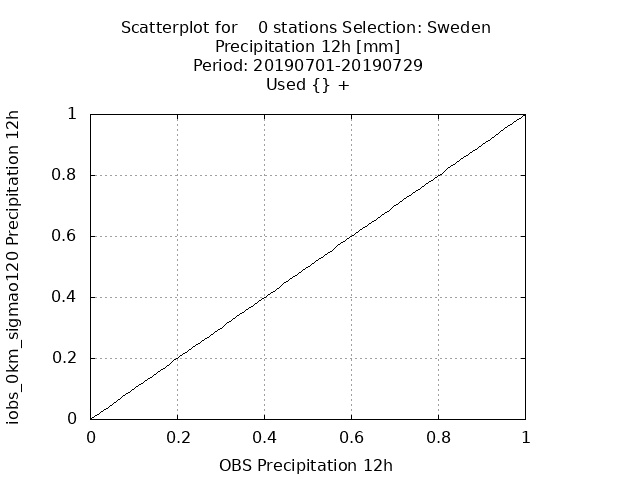 Scatterplot for    0 stations Selection: Sweden
Precipitation 12h [mm]
Period: 20190701-20190729
Used {} +
iobs_0km_sigmao120 Precipitation 12h
1
0.8
0.6
0.4
0.2
0
0 0.2 0.4 0.6 0.8 1
OBS Precipitation 12h